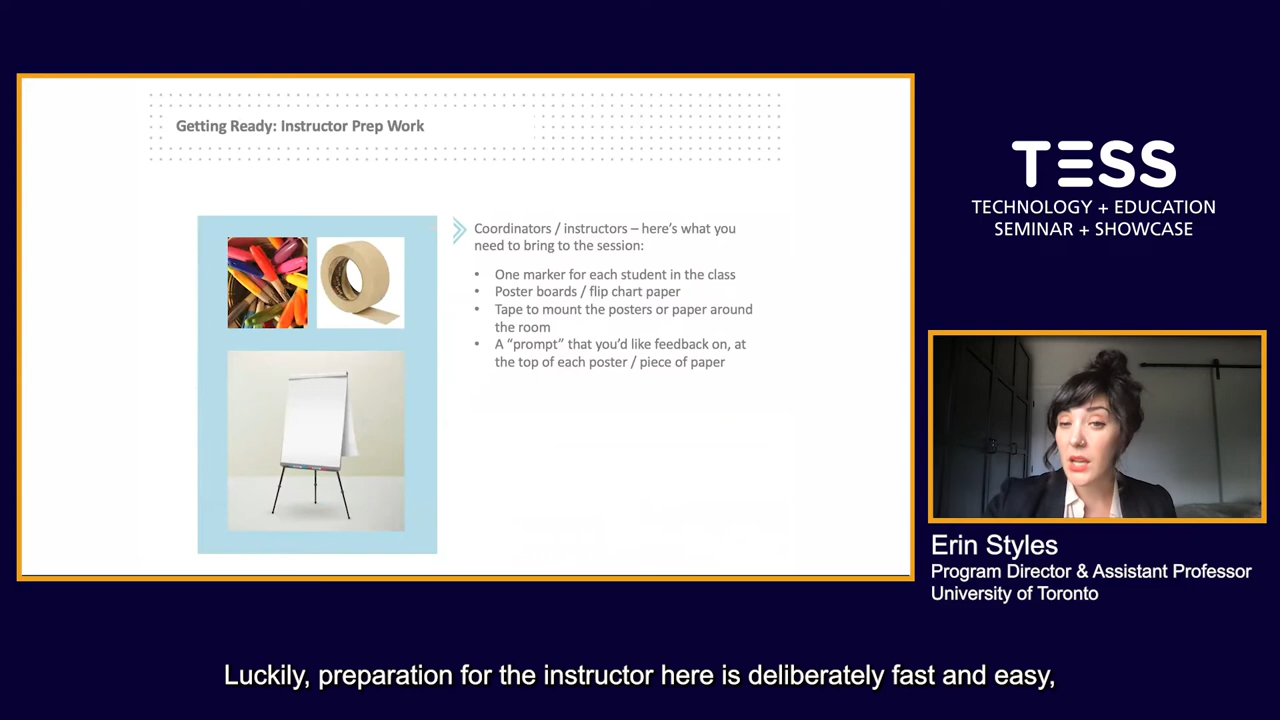 Getting Ready: Instructor Prep Work
Coordinators / instructors – here's what you
need to bring to the session:
• One marker for each student in the class
• Poster boards / flip chart paper
• Tape to mount the posters or paper around
the room
• A “prompt” that you'd like feedback on, at
the top of each poster / piece of paper
TESS
TECHNOLOGY + EDUCATION
SEMINAR + SHOWCASE
Erin Styles
Program Director & Assistant Professor
University of Toronto
Luckily, preparation for the instructor here is deliberately fast and easy,